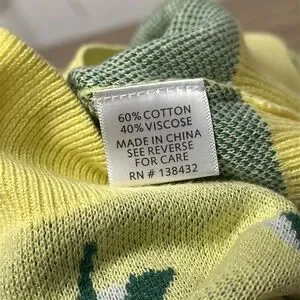 60% COTTON
40% VISCOSE
MADE IN CHINA
SEE REVERSE
FOR CARE
RN # 138432